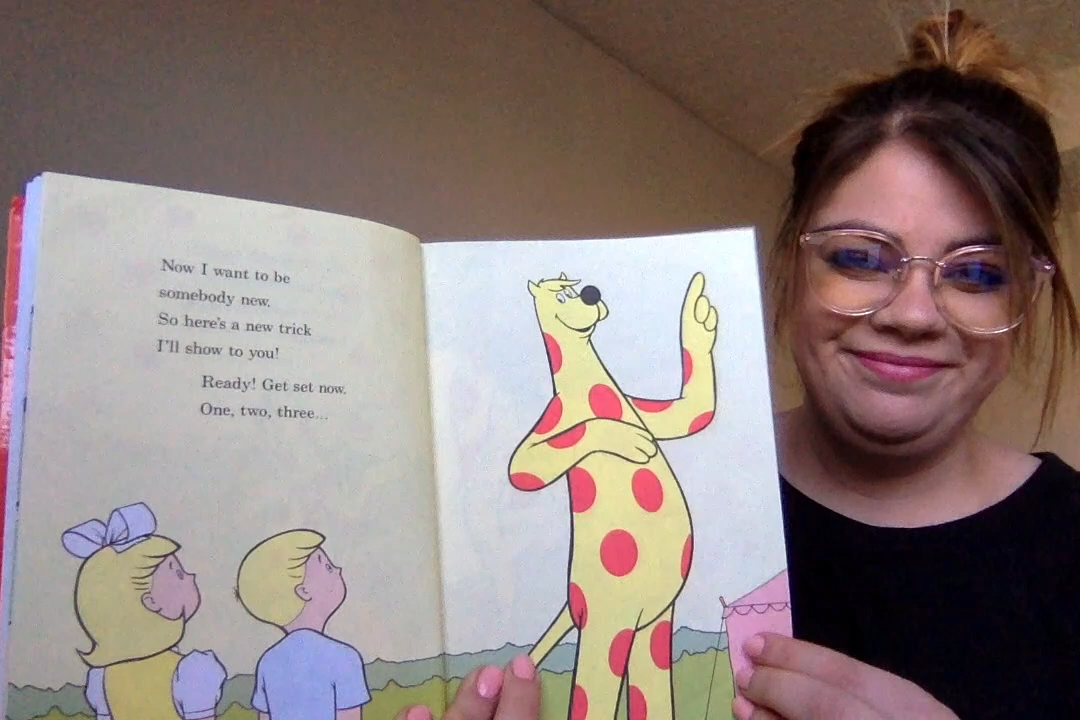 Now I want to be
somebody new.
So here's a new trick
I'll show to you!
Ready! Get set now.
One, two, three...